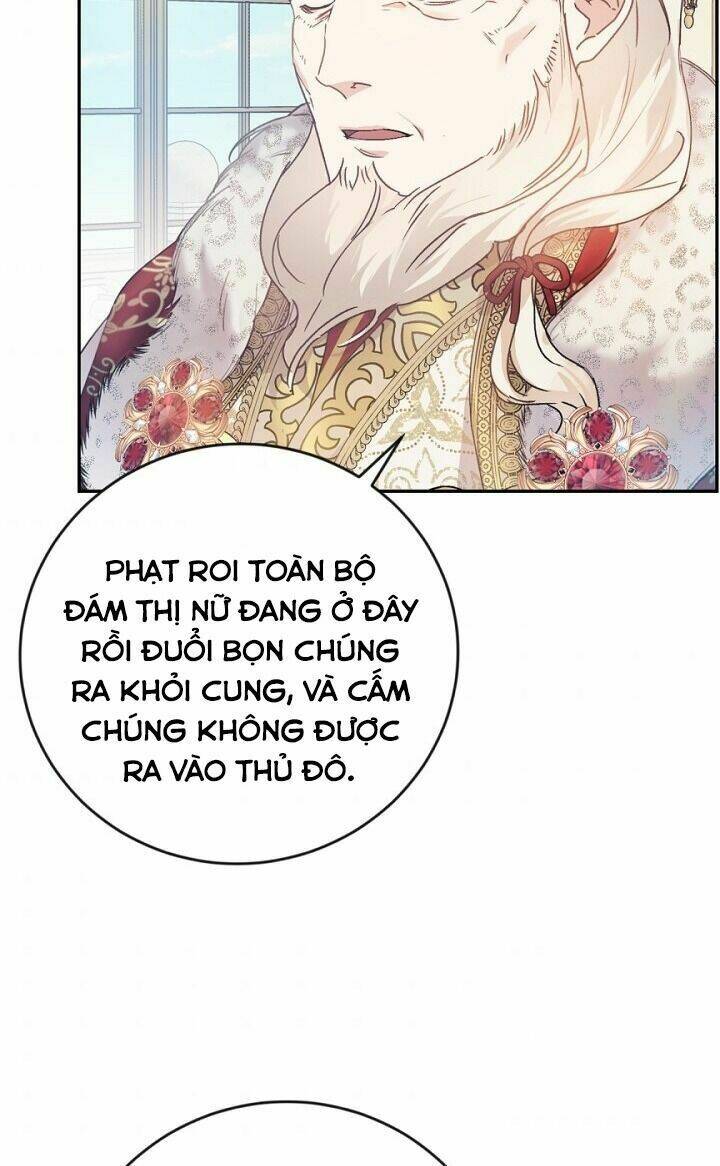 PHẠT ROI TOÀN BỘ
ĐÁM THỊ NỮ ĐANG Ở ĐÂY
RỒI ĐUỔI BỌN CHÚNG
RA KHỎI CUNG, VÀ CẤM
CHÚNG KHÔNG ĐƯỢC
RA VÀO THỦ ĐÔ.